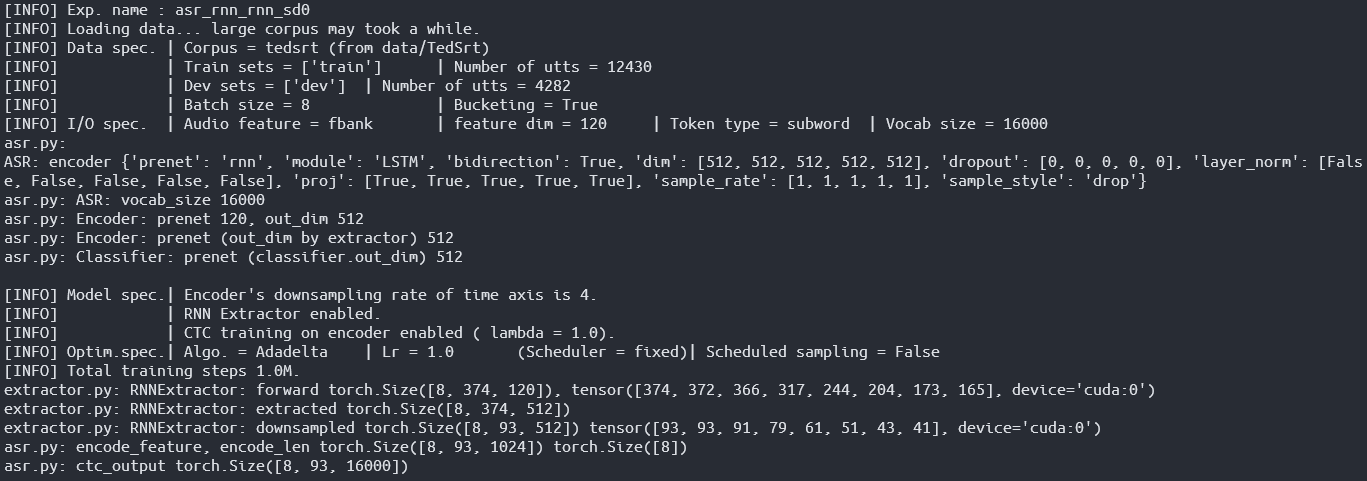 [INFO] Exp. name : asr_rnn_rnn_sd0
[INFO] Loading data... large corpus may took a while.
[INFO] Data spec. | Corpus = tedsrt (from data/TedSrt)
[INFO]            | Train sets = ['train']      | Number of utts = 12430
[INFO]            | Dev sets = ['dev']  | Number of utts = 4282
[INFO]            | Batch size = 8              | Bucketing = True
[INFO] I/O spec.  | Audio feature = fbank       | feature dim = 120     | Token type = subword  | Vocab size = 16000
asr.py:
ASR: encoder {'prenet': 'rnn', 'module': 'LSTM', 'bidirection': True, 'dim': [512, 512, 512, 512, 512], 'dropout': [0, 0, 0, 0, 0], 'layer_norm': [Fals
e, False, False, False, False], 'proj': [True, True, True, True, True], 'sample_rate': [1, 1, 1, 1, 1], 'sample_style': 'drop'}
asr.py: ASR: vocab_size 16000
asr.py: Encoder: prenet 120, out_dim 512
asr.py: Encoder: prenet (out_dim by extractor) 512
asr.py: Classifier: prenet (classifier.out_dim) 512
[INFO] Model spec.| Encoder's downsampling rate of time axis is 4.
[INFO]            | RNN Extractor enabled.
[INFO]            | CTC training on encoder enabled ( lambda = 1.0).
[INFO] Optim.spec.| Algo. = Adadelta    | Lr = 1.0       (Scheduler = fixed)| Scheduled sampling = False
[INFO] Total training steps 1.0M.
extractor.py: RNNExtractor: forward torch.Size([8, 374, 120]), tensor([374, 372, 366, 317, 244, 204, 173, 165], device='cuda:0')
extractor.py: RNNExtractor: extracted torch.Size([8, 374, 512])
extractor.py: RNNExtractor: downsampled torch.Size([8, 93, 512]) tensor([93, 93, 91, 79, 61, 51, 43, 41], device='cuda:0')
asr.py: encode_feature, encode_len torch.Size([8, 93, 1024]) torch.Size([8])
asr.py: ctc_output torch.Size([8, 93, 16000])